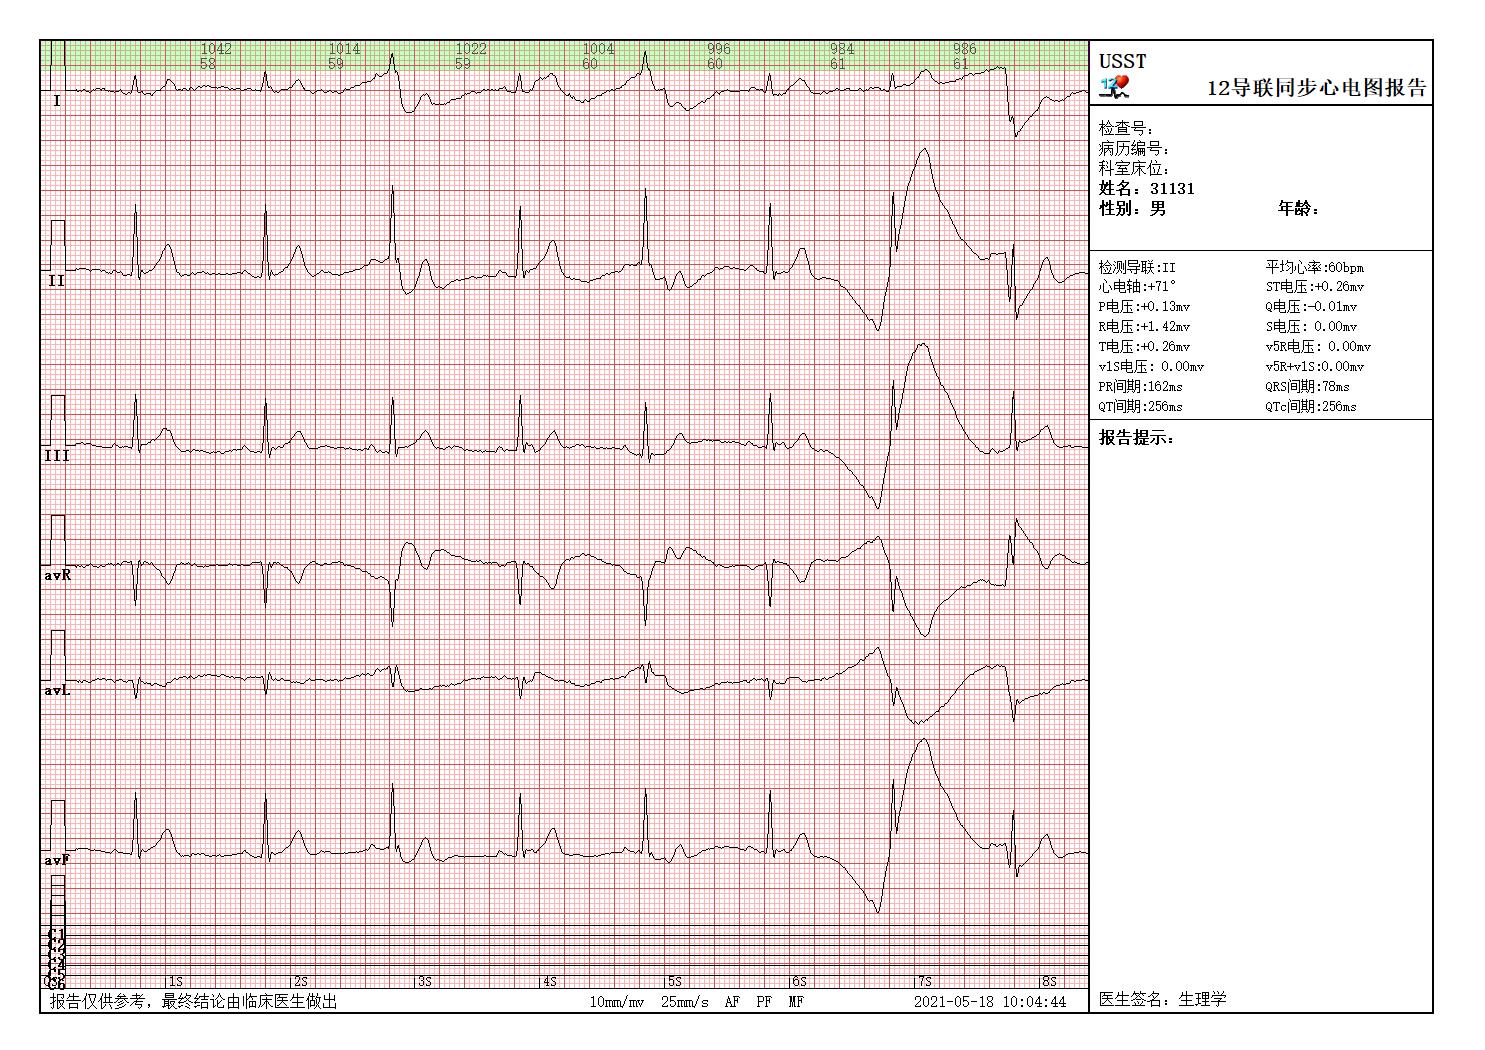 1042 1014 1022 1004 996 984 986
58 59 59 60 60 61 61
I
II
III
avR
avL
avF
C1
C2
C3
C4
C5
C6
0S 1S 2S 3S 4S 5S 6S 7S 8S
报告仅供参考，最终结论由临床医生做出 10mm/mv 25mm/s AF PF MF 2021-05-18 10:04:44
USST
12
12导联同步心电图报告
检查号:
病历编号:
科室床位:
姓名: 31131
性别: 男 年龄:
检测导联:II 平均心率:60bpm
心电轴:+71° ST电压:+0.26mv
P电压:+0.13mv Q电压:-0.01mv
R电压:+1.42mv S电压: 0.00mv
T电压:+0.26mv v5R电压: 0.00mv
v1S电压: 0.00mv v5R+v1S:0.00mv
PR间期:162ms QRS间期:78ms
QT间期:256ms QTc间期:256ms
报告提示:
医生签名: 生理学